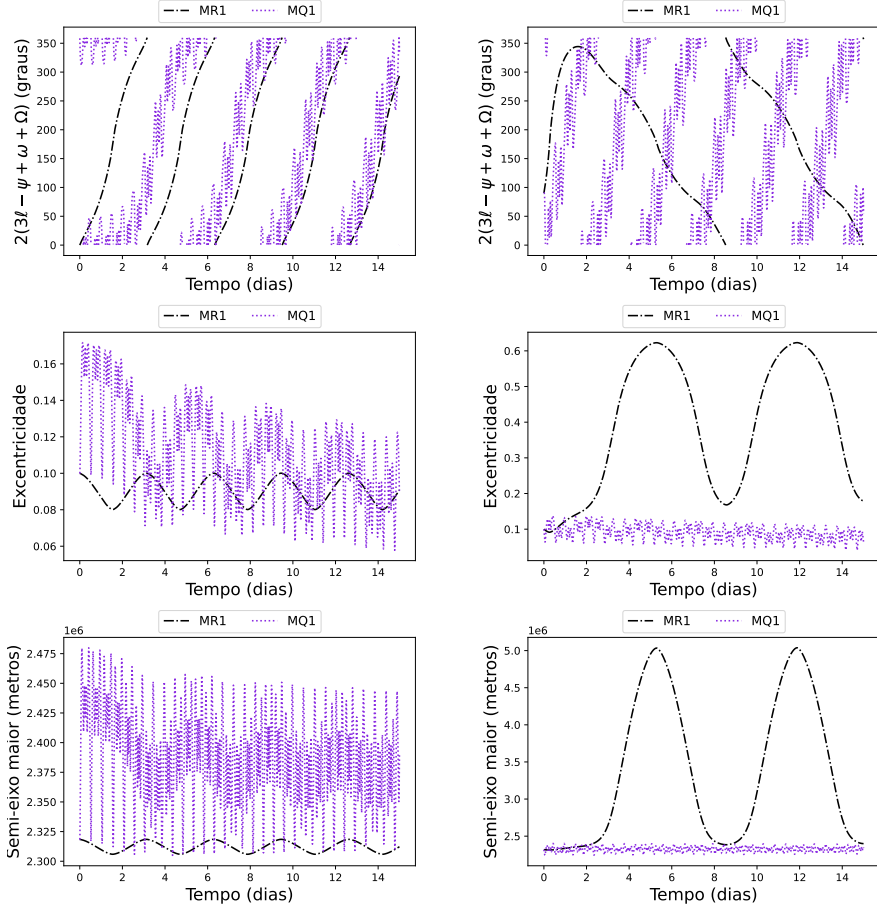 MR1 MQ1
2(3ℓ − ψ + ω + Ω) (graus)
350
300
250
200
150
100
50
0
0 2 4 6 8 10 12 14
Tempo (dias)
MR1 MQ1
2(3ℓ − ψ + ω + Ω) (graus)
350
300
250
200
150
100
50
0
0 2 4 6 8 10 12 14
Tempo (dias)
MR1 MQ1
Excentricidade
0.16
0.14
0.12
0.10
0.08
0.06
0 2 4 6 8 10 12 14
Tempo (dias)
MR1 MQ1
Excentricidade
0.6
0.5
0.4
0.3
0.2
0.1
0 2 4 6 8 10 12 14
Tempo (dias)
MR1 MQ1
1e6
Semi-eixo maior (metros)
2.475
2.450
2.425
2.400
2.375
2.350
2.325
2.300
0 2 4 6 8 10 12 14
Tempo (dias)
MR1 MQ1
1e6
Semi-eixo maior (metros)
5.0
4.5
4.0
3.5
3.0
2.5
0 2 4 6 8 10 12 14
Tempo (dias)